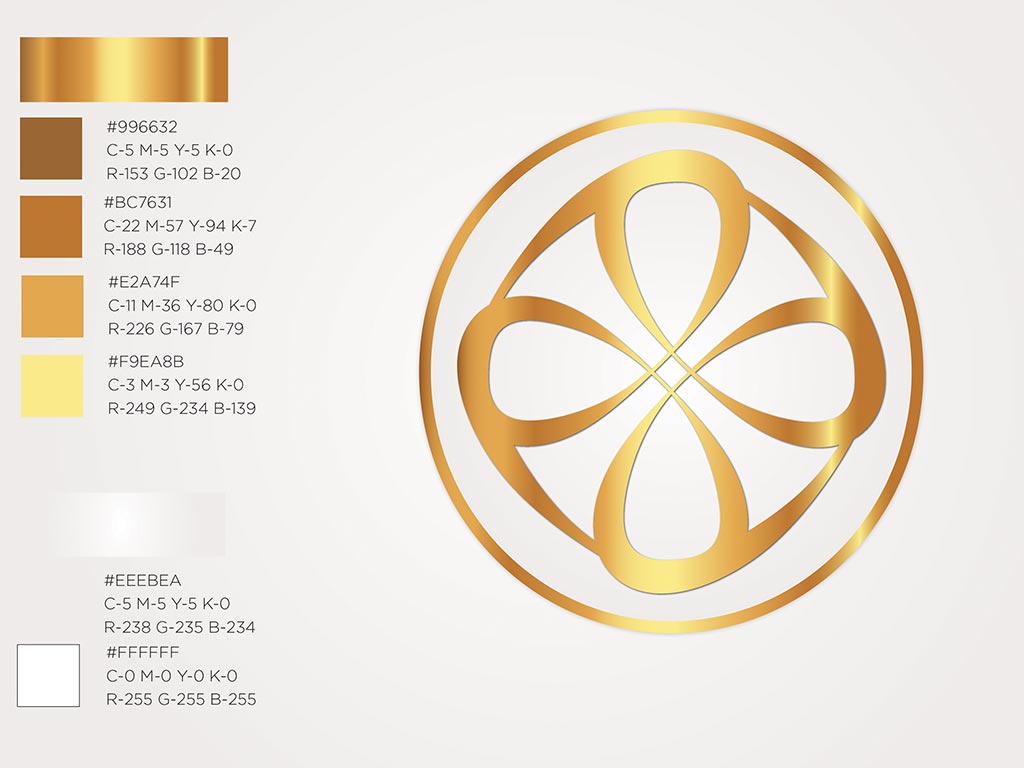 #996632
C-5 M-5 Y-5 K-0
R-153 G-102 B-20
#BC7631
C-22 M-57 Y-94 K-7
R-188 G-118 B-49
#E2A74F
C-11 M-36 Y-80 K-0
R-226 G-167 B-79
#F9EA8B
C-3 M-3 Y-56 K-0
R-249 G-234 B-139
#EEEBEA
C-5 M-5 Y-5 K-0
R-238 G-235 B-234
#FFFFFF
C-0 M-0 Y-0 K-0
R-255 G-255 B-255